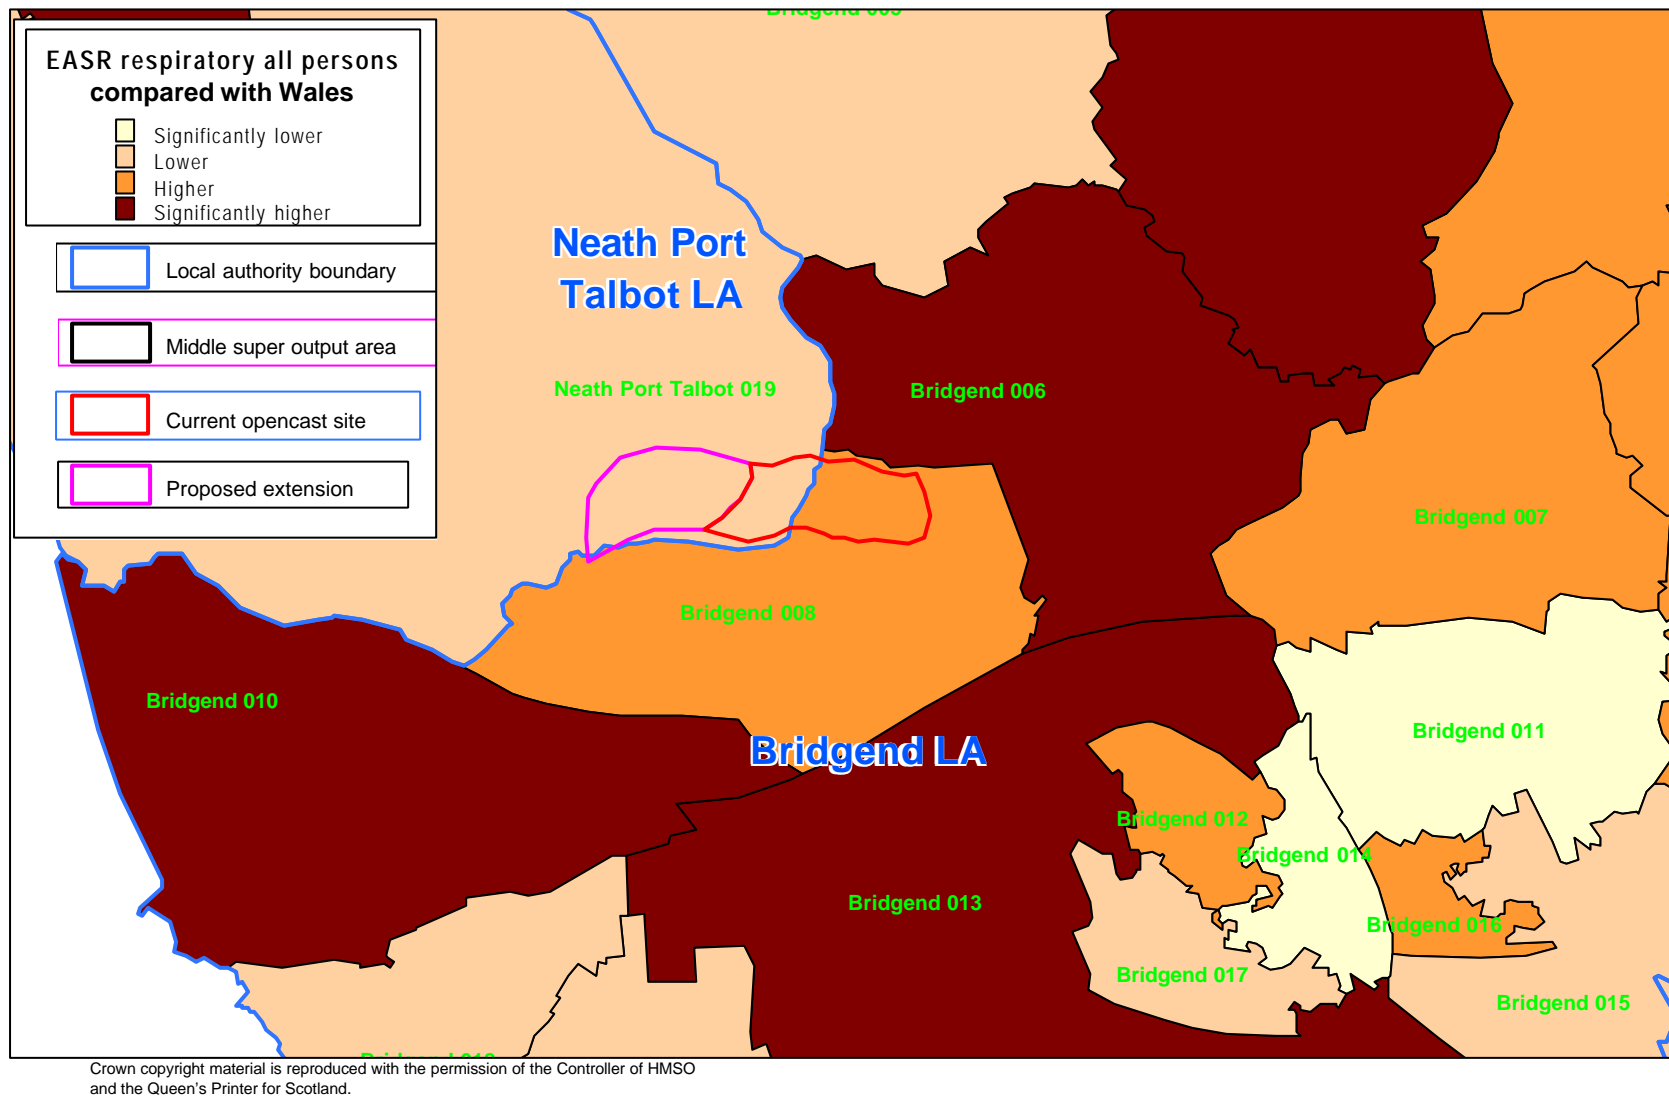 EASR respiratory all persons
compared with Wales
Significantly lower
Lower
Higher
Significantly higher
Local authority boundary
Middle super output area
Current opencast site
Proposed extension
Neath Port
Talbot LA
Neath Port Talbot 019
Bridgend 006
Bridgend 007
Bridgend 008
Bridgend 010
Bridgend LA
Bridgend 011
Bridgend 012
Bridgend 014
Bridgend 013
Bridgend 016
Bridgend 017
Bridgend 015
Crown copyright material is reproduced with the permission of the Controller of HMSO
and the Queen's Printer for Scotland.